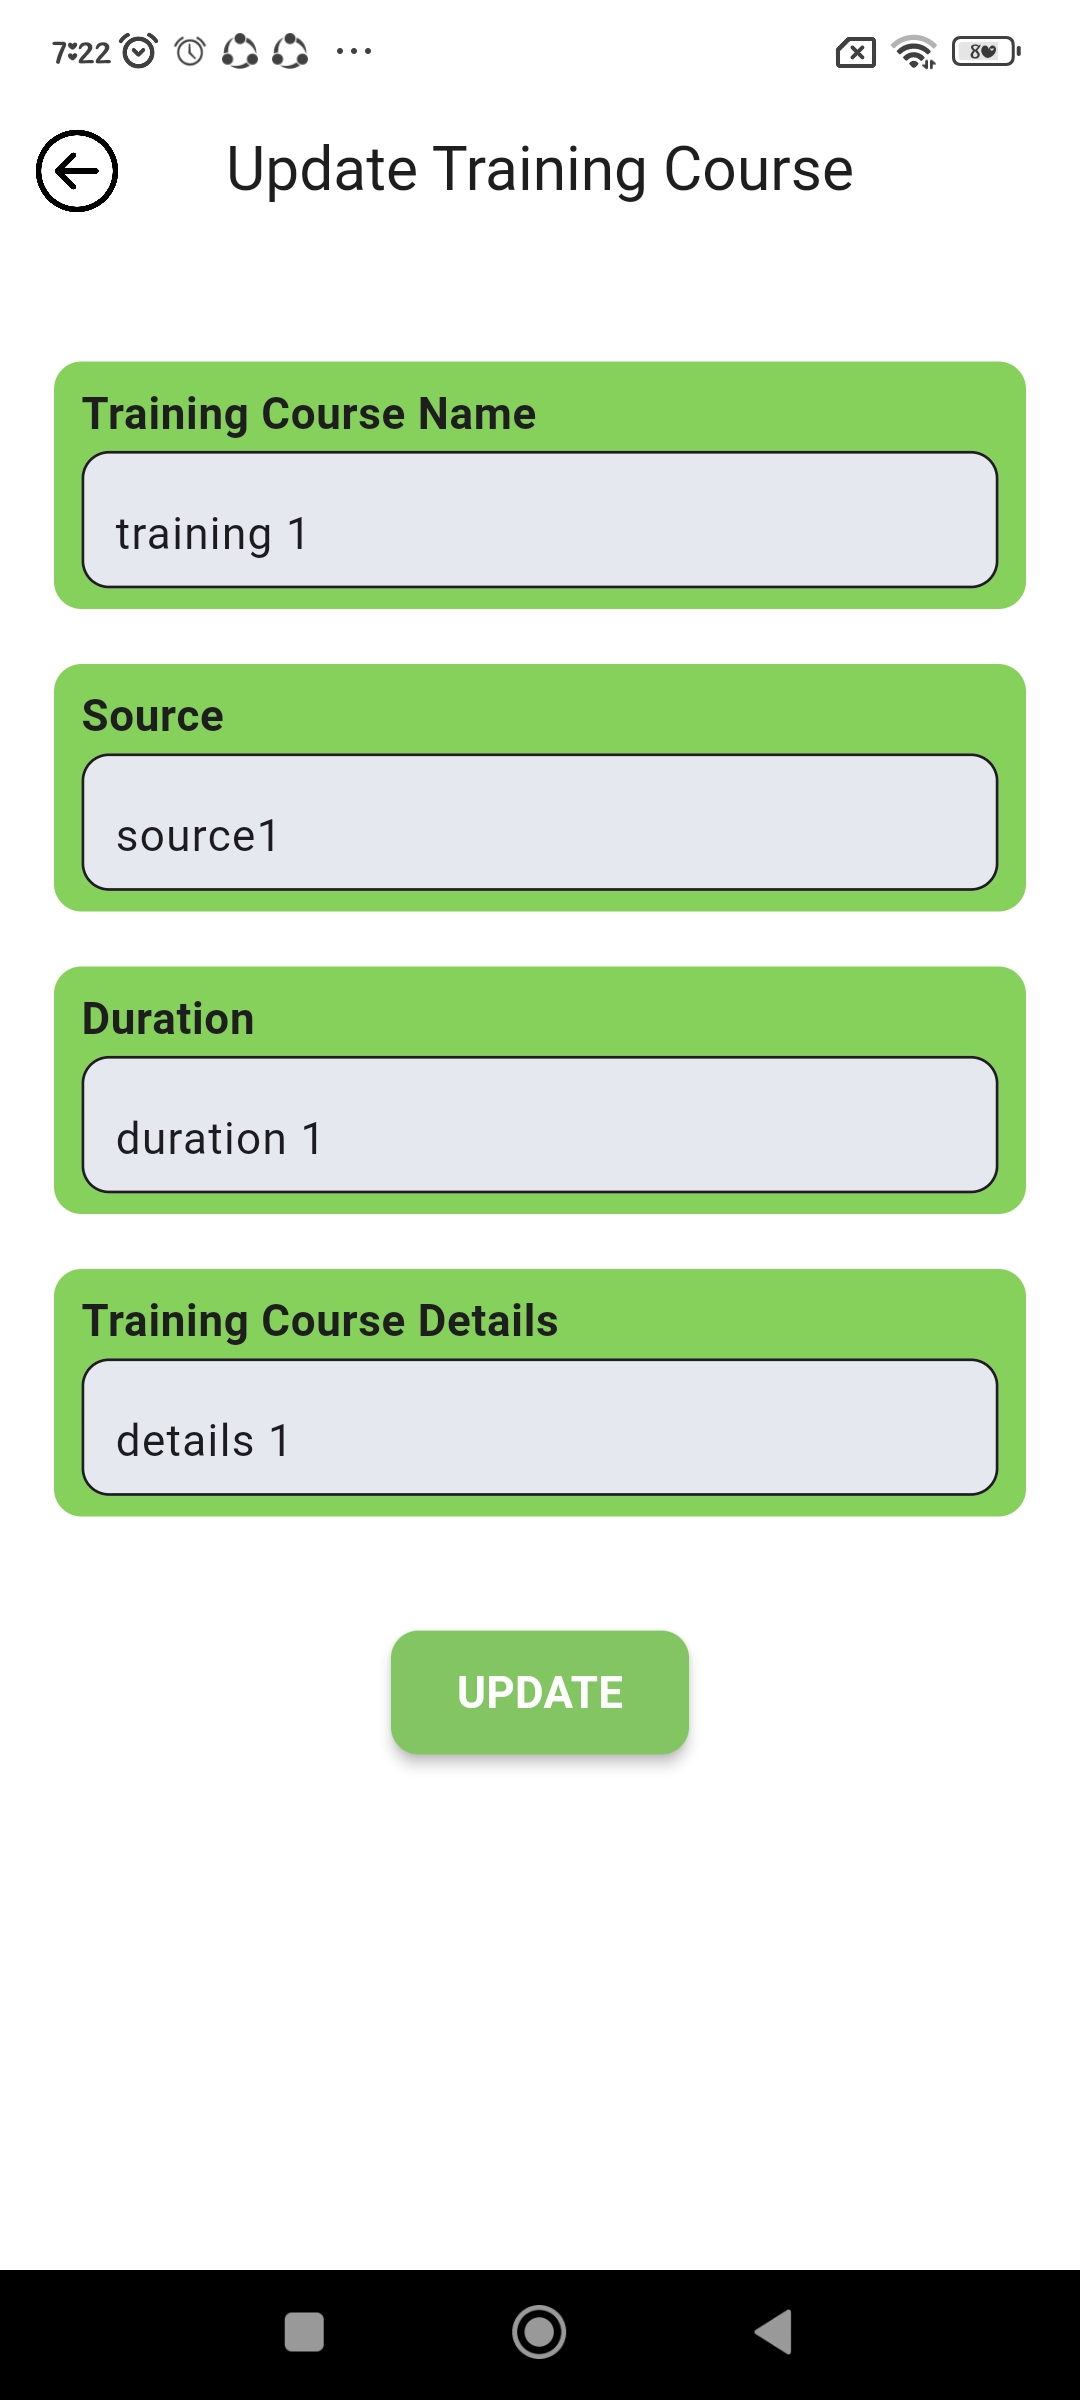 7:22
Update Training Course
Training Course Name
training 1
Source
source1
Duration
duration 1
Training Course Details
details 1
UPDATE